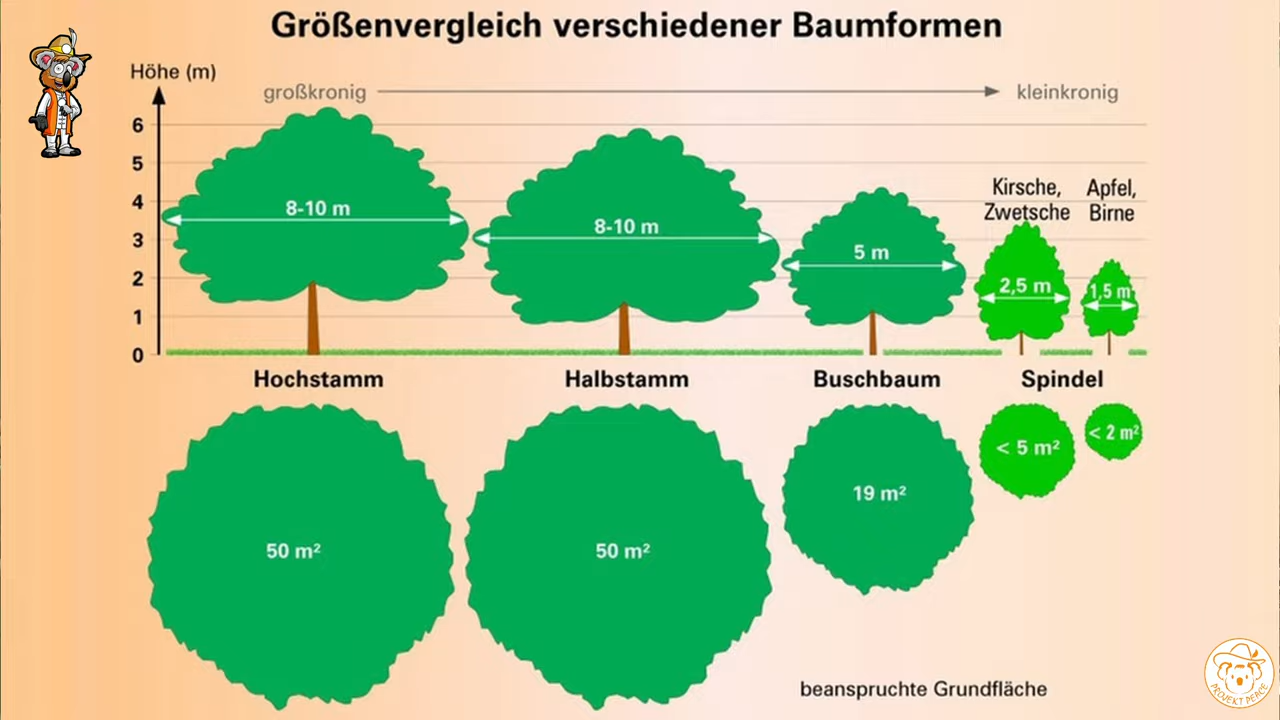 Größenvergleich verschiedener Baumformen
Höhe (m)
großkronig
kleinkronig
6
5
4
3
2
1
0
8-10 m
8-10 m
5 m
Kirsche,
Zwetsche
2,5 m
Apfel,
Birne
1,5 m
Hochstamm
Halbstamm
Buschbaum
Spindel
50 m²
50 m²
19 m²
< 5 m²
< 2 m²
beanspruchte Grundfläche
PROJEKT PEACE